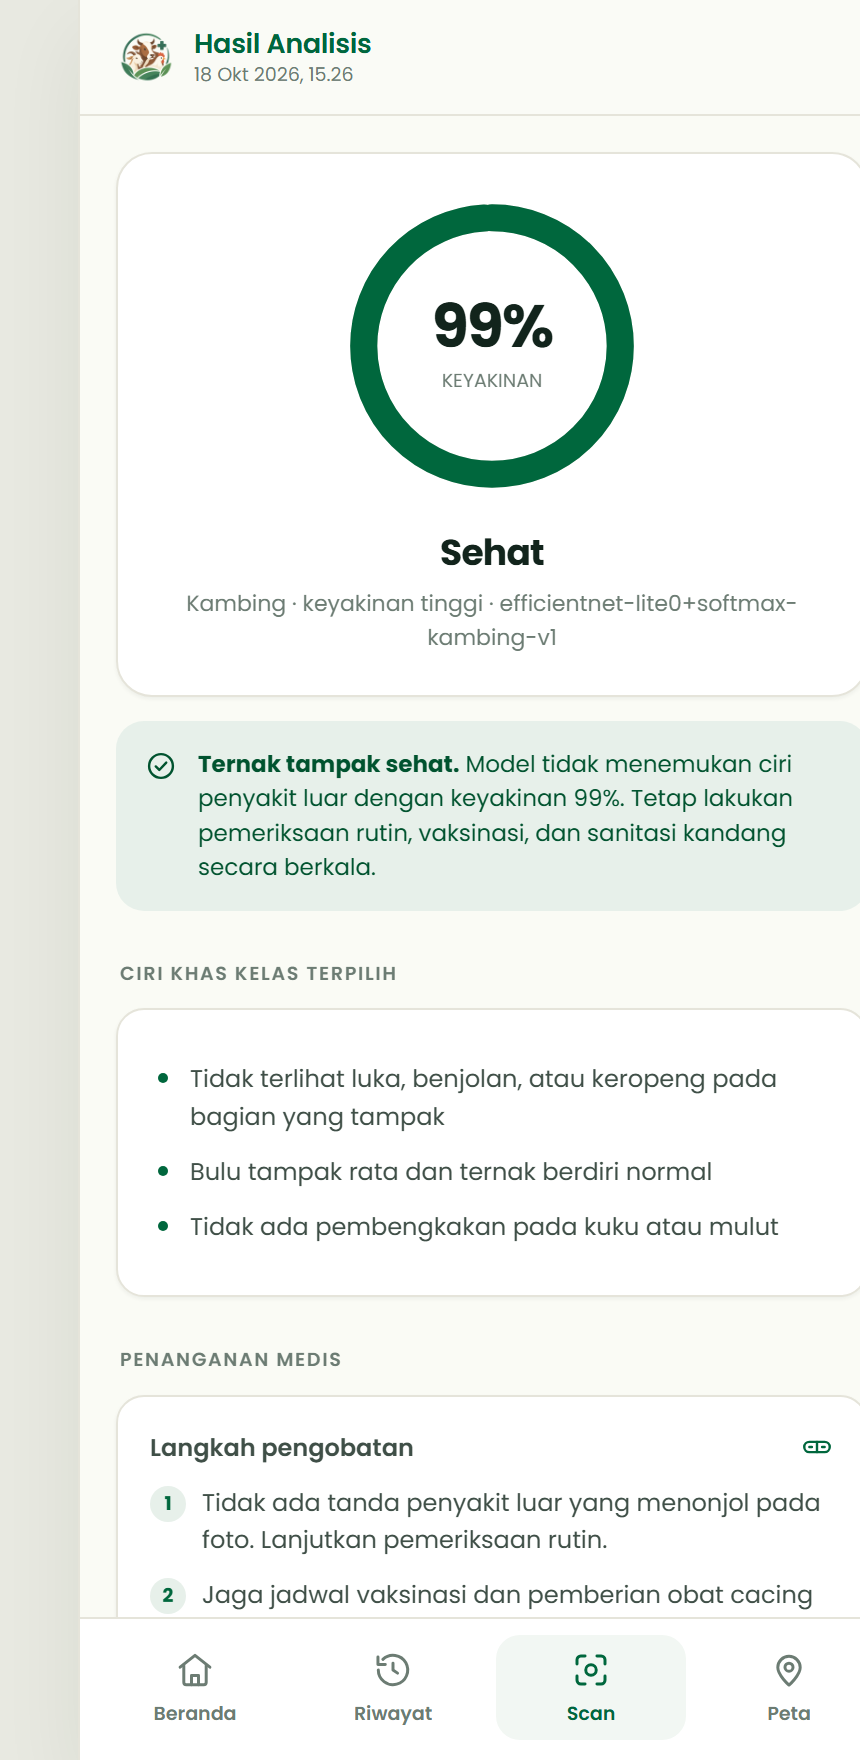 Hasil Analisis
18 Okt 2026, 15.26
99%
KEYAKINAN
Sehat
Kambing · keyakinan tinggi · efficientnet-lite0+softmax-
kambing-v1
Ternak tampak sehat. Model tidak menemukan ciri
penyakit luar dengan keyakinan 99%. Tetap lakukan
pemeriksaan rutin, vaksinasi, dan sanitasi kandang
secara berkala.
CIRI KHAS KELAS TERPILIH
Tidak terlihat luka, benjolan, atau keropeng pada
bagian yang tampak
Bulu tampak rata dan ternak berdiri normal
Tidak ada pembengkakan pada kuku atau mulut
PENANGANAN MEDIS
Langkah pengobatan
1 Tidak ada tanda penyakit luar yang menonjol pada
foto. Lanjutkan pemeriksaan rutin.
2 Jaga jadwal vaksinasi dan pemberian obat cacing
Beranda
Riwayat
Scan
Peta